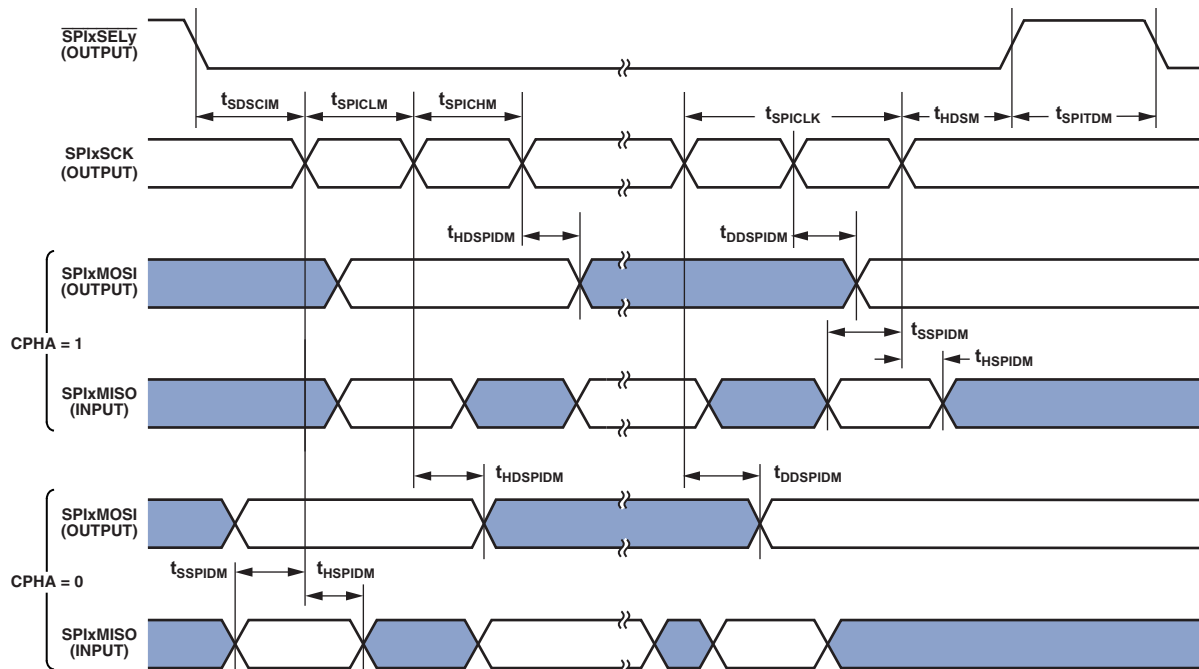 SPIxSELy
(OUTPUT)
tSDSCIM
tSPICLM
tSPICHM
tSPICLK
tHDSM
tSPITDM
SPIxSCK
(OUTPUT)
tHDSPIDM
tDDSPIDM
SPIxMOSI
(OUTPUT)
tSSPIDM
CPHA = 1
tHSPIDM
SPIxMISO
(INPUT)
tHDSPIDM
tDDSPIDM
SPIxMOSI
(OUTPUT)
tSSPIDM
tHSPIDM
CPHA = 0
SPIxMISO
(INPUT)